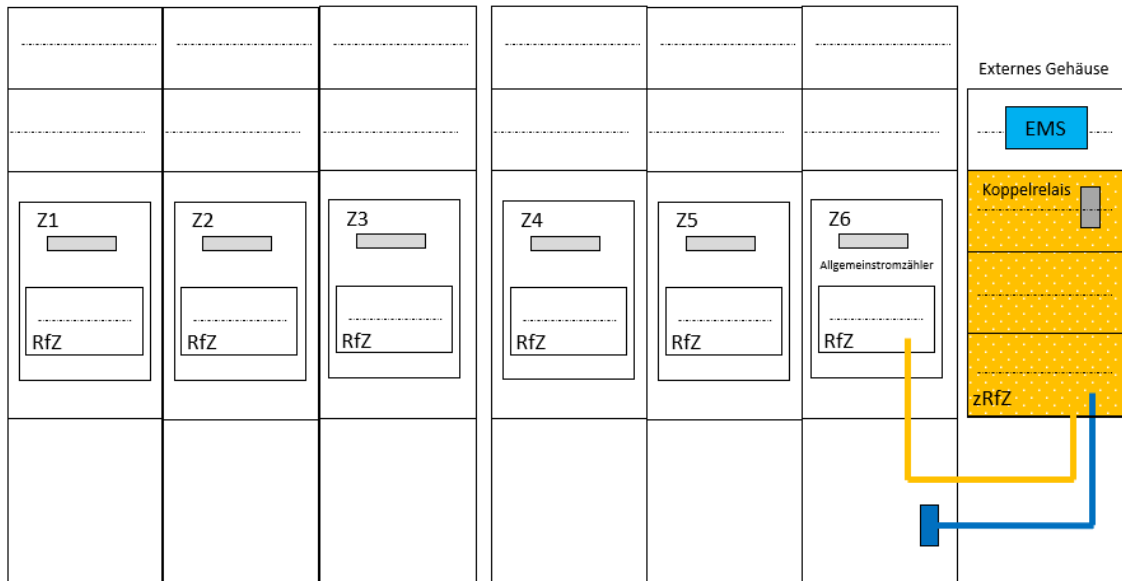 Externes Gehäuse
EMS
Koppelrelais
Z1
Z2
Z3
Z4
Z5
Z6
Allgemeinstromzähler
RfZ
RfZ
RfZ
RfZ
RfZ
RfZ
zRfZ